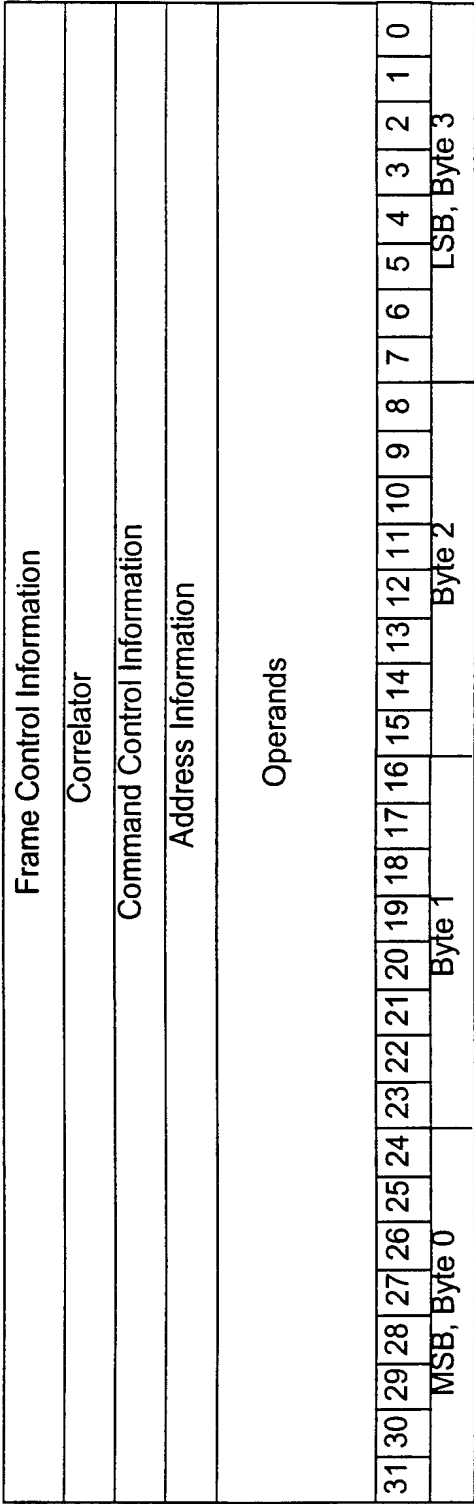 Frame Control Information
Correlator
Command Control Information
Address Information
Operands
31 30 29 28 27 26 25 24 23 22 21 20 19 18 17 16 15 14 13 12 11 10 9 8 7 6 5 4 3 2 1 0
MSB, Byte 0 Byte 1 Byte 2 LSB, Byte 3